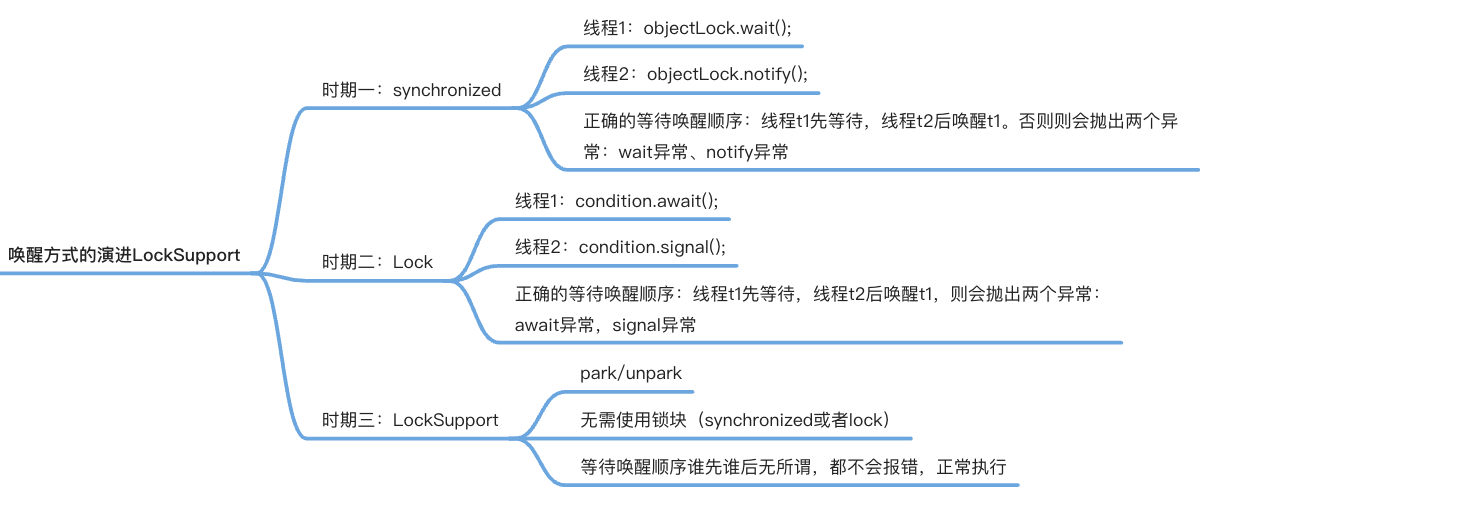 唤醒方式的演进LockSupport
时期一：synchronized
线程1：objectLock.wait();
线程2：objectLock.notify();
正确的等待唤醒顺序：线程t1先等待，线程t2后唤醒t1。否则则会抛出两个异
常：wait异常、notify异常
时期二：Lock
线程1：condition.await();
线程2：condition.signal();
正确的等待唤醒顺序：线程t1先等待，线程t2后唤醒t1，则会抛出两个异常：
await异常，signal异常
时期三：LockSupport
park/unpark
无需使用锁块（synchronized或者lock）
等待唤醒顺序谁先谁后无所谓，都不会报错，正常执行